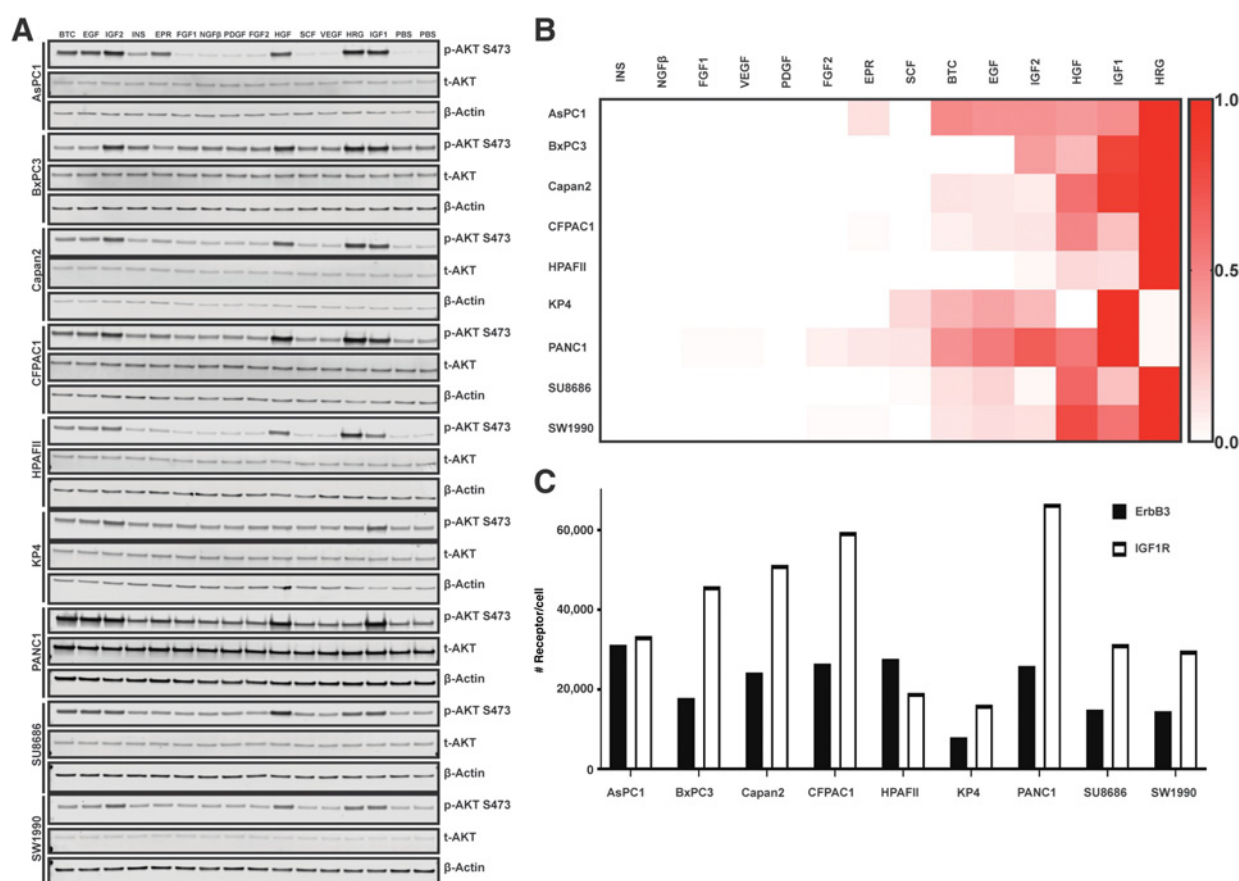 A
BTC EGF IGF2 INS EPR FGF1 NGFβ PDGF FGF2 HGF SCF VEGF HRG IGF1 PBS PBS
AsPC1
p-AKT S473
t-AKT
β-Actin
BxPC3
p-AKT S473
t-AKT
β-Actin
Capan2
p-AKT S473
t-AKT
β-Actin
CFPAC1
p-AKT S473
t-AKT
β-Actin
HPAFII
p-AKT S473
t-AKT
β-Actin
KP4
p-AKT S473
t-AKT
β-Actin
PANC1
p-AKT S473
t-AKT
β-Actin
SU8686
p-AKT S473
t-AKT
β-Actin
SW1990
p-AKT S473
t-AKT
β-Actin
B
INS NGFβ FGF1 VEGF PDGF FGF2 EPR SCF BTC EGF IGF2 HGF IGF1 HRG
AsPC1
BxPC3
Capan2
CFPAC1
HPAFII
KP4
PANC1
SU8686
SW1990
1.0
0.5
0.0
C
# Receptor/cell
60,000
40,000
20,000
0
ErbB3
IGF1R
AsPC1 BxPC3 Capan2 CFPAC1 HPAFII KP4 PANC1 SU8686 SW1990